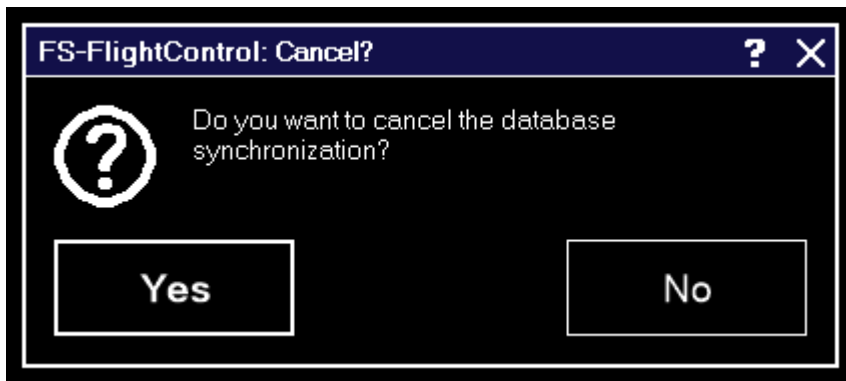 FS-FlightControl: Cancel? ? X
Do you want to cancel the database
synchronization?
Yes No